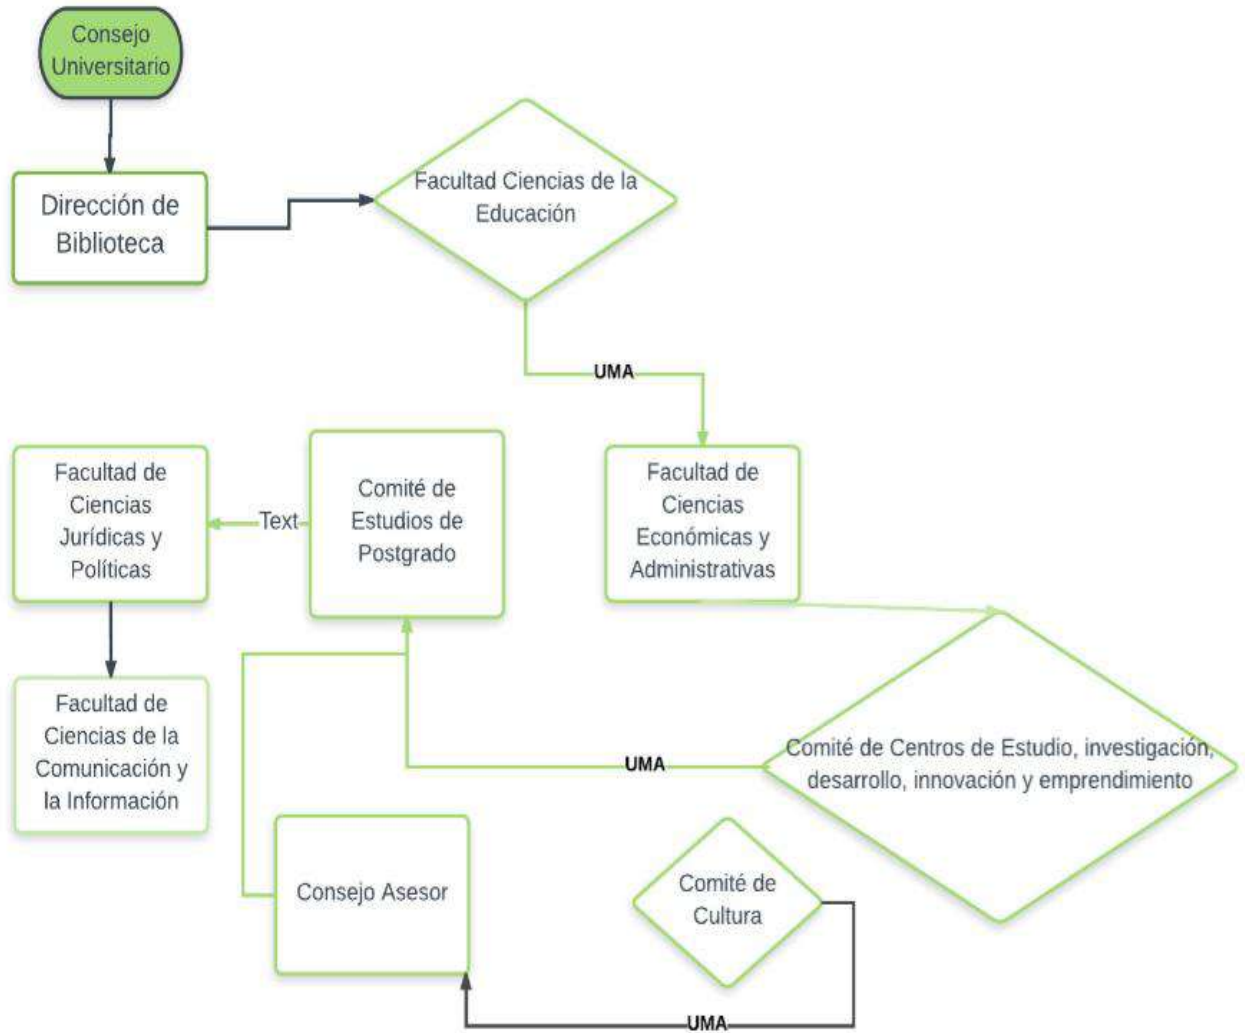 Consejo
Universitario
Dirección de
Biblioteca
Facultad Ciencias de la
Educación
UMA
Facultad de
Ciencias
Económicas y
Administrativas
Comité de Centros de Estudio, investigación,
desarrollo, innovación y emprendimiento
UMA
Comité de
Estudios de
Postgrado
Text
Facultad de
Ciencias
Jurídicas y
Políticas
Facultad de
Ciencias de la
Comunicación y
la Información
Consejo Asesor
Comité de
Cultura
UMA